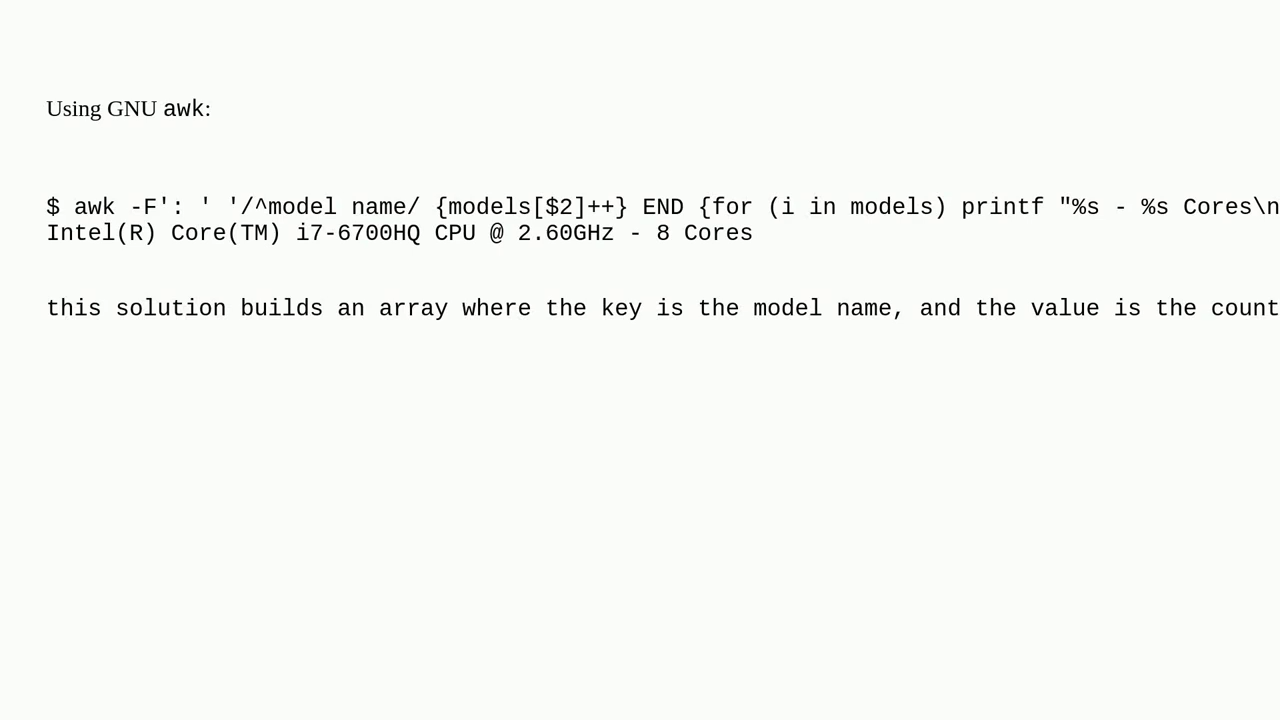 Using GNU awk:
$ awk -F': ' '/^model name/ {models[$2]++} END {for (i in models) printf "%s - %s Cores\n
Intel(R) Core(TM) i7-6700HQ CPU @ 2.60GHz - 8 Cores
this solution builds an array where the key is the model name, and the value is the count